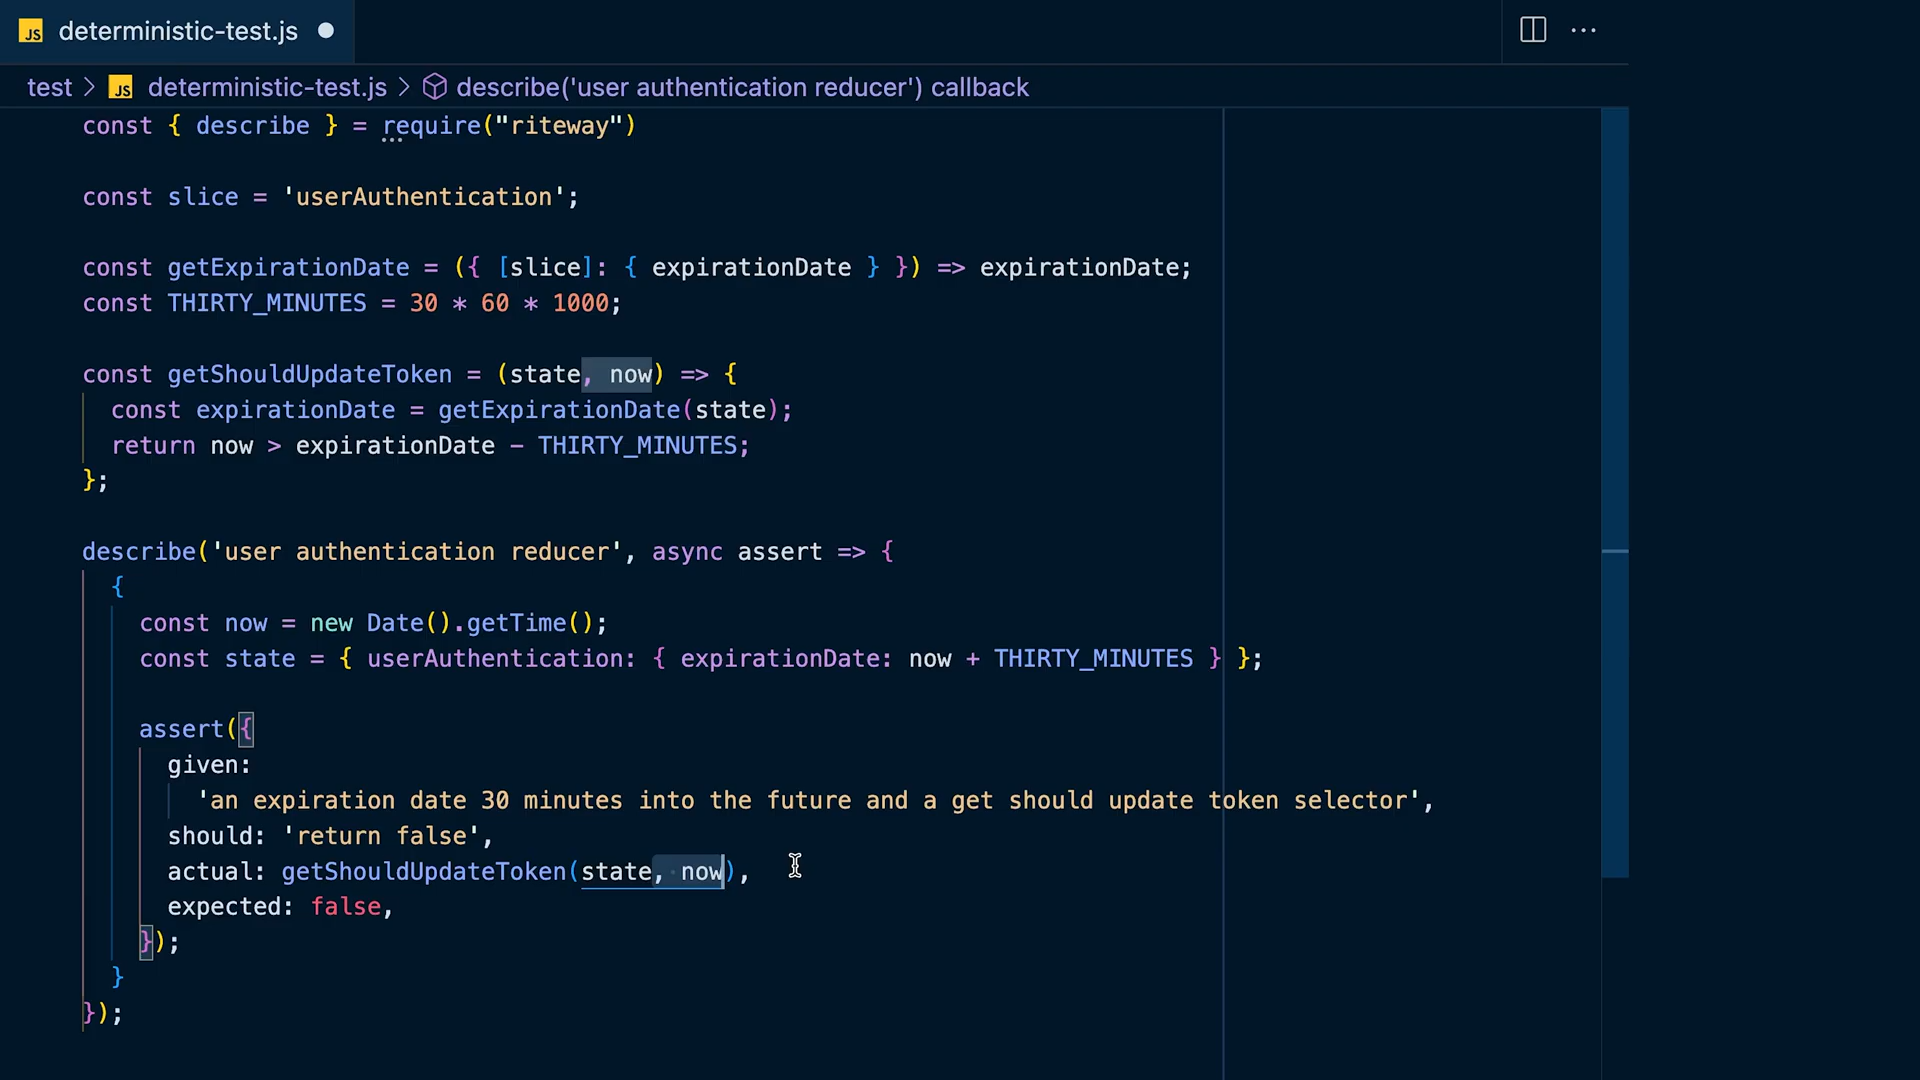 JS deterministic-test.js
test > JS deterministic-test.js > describe('user authentication reducer') callback
const { describe } = require("riteway")
const slice = 'userAuthentication';
const getExpirationDate = ({ [slice]: { expirationDate } }) => expirationDate;
const THIRTY_MINUTES = 30 * 60 * 1000;
const getShouldUpdateToken = (state, now) => {
const expirationDate = getExpirationDate(state);
return now > expirationDate - THIRTY_MINUTES;
};
describe('user authentication reducer', async assert => {
{
const now = new Date().getTime();
const state = { userAuthentication: { expirationDate: now + THIRTY_MINUTES } };
assert({
given:
'an expiration date 30 minutes into the future and a get should update token selector',
should: 'return false',
actual: getShouldUpdateToken(state, now),
expected: false,
});
}
});